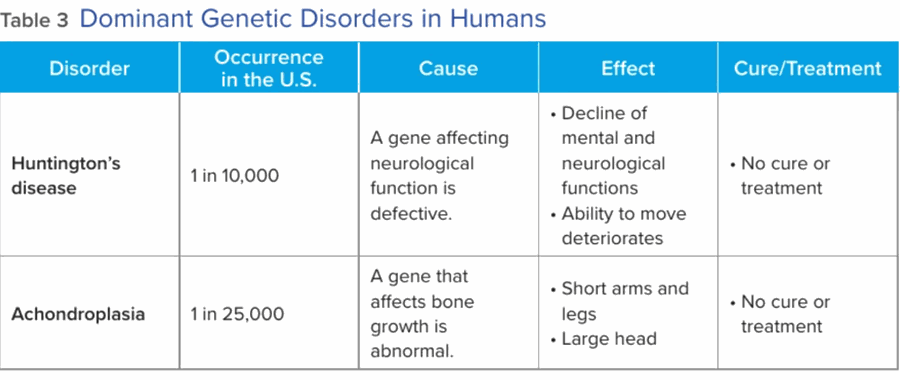 Table 3 Dominant Genetic Disorders in Humans
Disorder
Occurrence
in the U.S.
Cause
Effect
Cure/Treatment
Huntington's
disease
1 in 10,000
A gene affecting
neurological
function is
defective.
• Decline of
mental and
neurological
functions
• Ability to move
deteriorates
• No cure or
treatment
Achondroplasia
1 in 25,000
A gene that
affects bone
growth is
abnormal.
• Short arms and
legs
• Large head
• No cure or
treatment